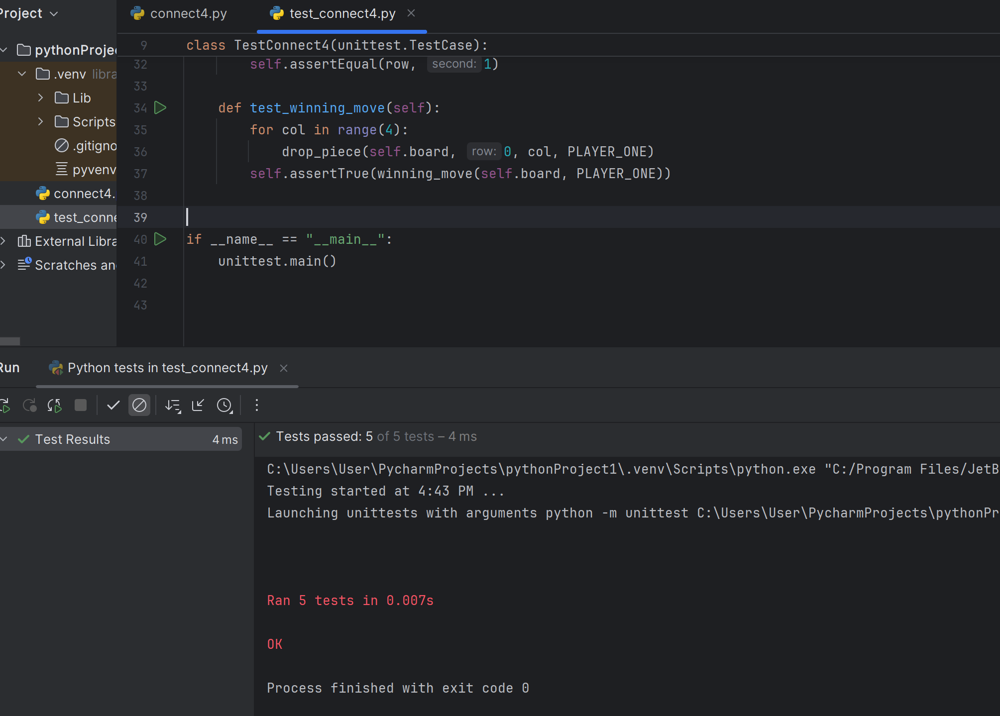 Project
connect4.py
test_connect4.py
pythonProje
.venv libra
Lib
Scripts
.gitigno
pyvenv
connect4.
test_conne
External Libra
Scratches an
9 class TestConnect4(unittest.TestCase):
32 self.assertEqual(row, second: 1)
33
34 def test_winning_move(self):
35 for col in range(4):
36 drop_piece(self.board, row: 0, col, PLAYER_ONE)
37 self.assertTrue(winning_move(self.board, PLAYER_ONE))
38
39
40 if __name__ == "__main__":
41 unittest.main()
42
43
Run
Python tests in test_connect4.py
Test Results 4 ms
Tests passed: 5 of 5 tests – 4 ms
C:\Users\User\PycharmProjects\pythonProject1\.venv\Scripts\python.exe "C:/Program Files/JetB
Testing started at 4:43 PM ...
Launching unittests with arguments python -m unittest C:\Users\User\PycharmProjects\pythonPr
Ran 5 tests in 0.007s
OK
Process finished with exit code 0